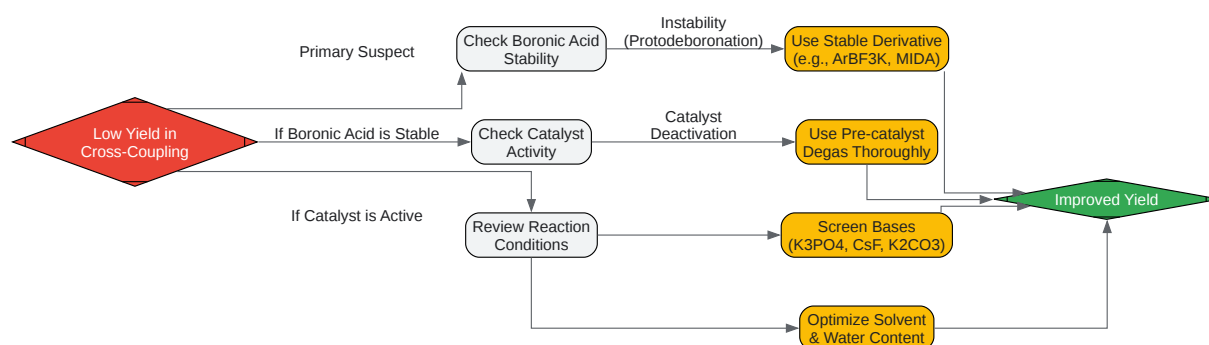 Primary Suspect
Check Boronic Acid
Stability
Instability
(Protodeboronation)
Use Stable Derivative
(e.g., ArBF3K, MIDA)
Low Yield in
Cross-Coupling
If Boronic Acid is Stable
Check Catalyst
Activity
Catalyst
Deactivation
Use Pre-catalyst
Degas Thoroughly
Improved Yield
If Catalyst is Active
Review Reaction
Conditions
Screen Bases
(K3PO4, CsF, K2CO3)
Optimize Solvent
& Water Content